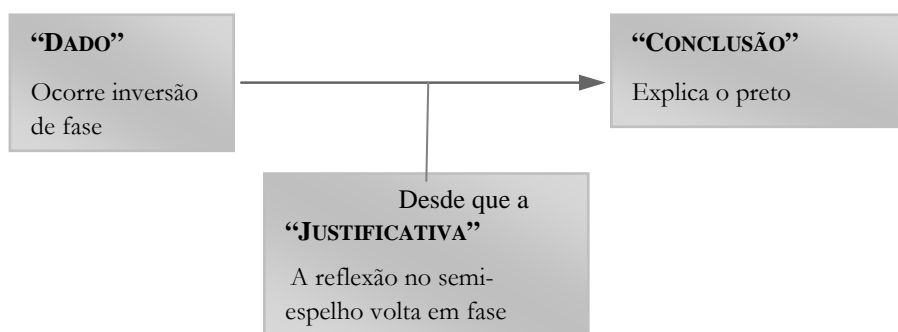 “DADO”
Ocorre inversão
de fase
“CONCLUSÃO”
Explica o preto
Desde que a
“JUSTIFICATIVA”
A reflexão no semi-
espelho volta em fase